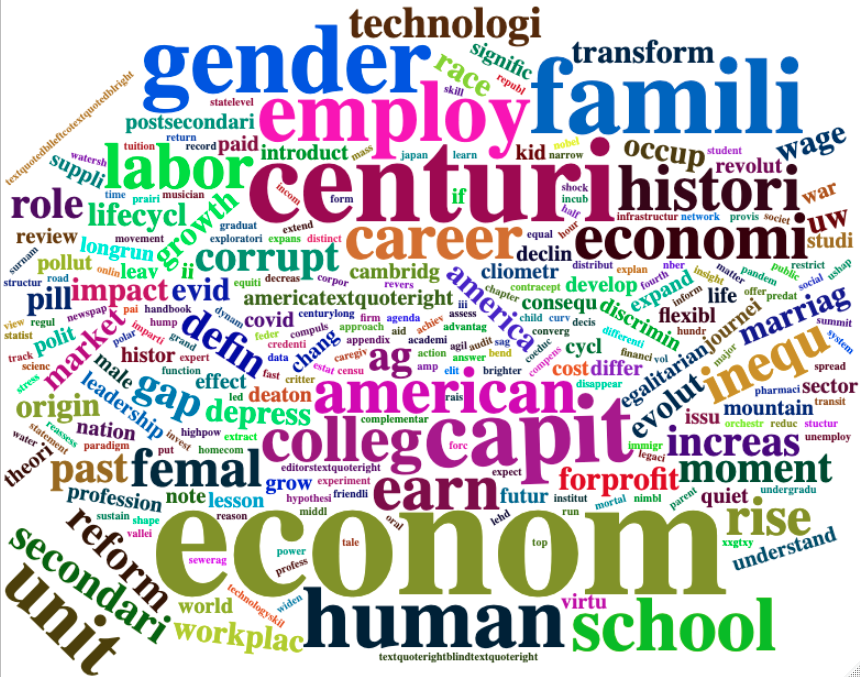 technologi
gender
signific
transform
famili
race
republ
skill
textquotedblleftcotextquotedblright
statelevel
employ
postsecondari
return
record
paid
tuition
introduct
mass
japan
learn
kid
nobel
narrow
occup
student
wage
watersh
suppli
labor
centuri
if
shock
incub
histori
revolut
war
role
time
prairi
musician
lifecycl
growth
incom
form
half
hour
infrastructur
network
provis
societ
uw
graduat
extend
exploratori
expans
distinct
career
equal
economi
studi
review
movement
longrun
corrupt
declin
surnam
pollut
onlin
leav
ii
equiti
decreas
corpor
revers
cambridg
cliometr
distribut
explan
nber
insight
matter
pandem
public
restrict
structur
road
pill
impact
evid
americatextquoteright
america
chapter
contracept
consequ
develop
expand
fourth
inform
life
offer
predat
social
ushap
marriag
newspap
pai
handbook
dynam
centurylong
iii
flexibl
view
statist
regul
polit
market
hump
imparti
polar
defin
covid
feder
compuls
firm
agenda
achiev
assess
advantag
child
curv
decis
discrimin
hundr
journei
summit
system
approach
aid
academi
agil
audit
sag
converg
differenti
track
scienc
histor
expert
grand
chang
credenti
appendix
ag
action
answer
bend
coeduc
cycl
financi
vol
major
egalitarian
inequ
stress
male
function
data
caregiv
estat
censu
amp
elit
brighter
compens
cost
differ
spread
leadership
gap
effect
fast
critter
led
deaton
american
rais
disappear
evolut
pharmaci
sector
transit
origin
depress
complementar
capit
issu
mountain
reassess
statement
nation
highpow
invest
extract
colleg
forc
immigr
legaci
orchestr
reduc
stuctur
water
paradigm
put
homecom
increas
unemploy
theori
past
femal
editorstextquoteright
grow
experiment
expect
forprofit
moment
profession
note
lesson
hypothesi
friendli
earn
futur
institut
mortal
nimbl
parent
quiet
undergradu
sustain
shape
reason
middl
oral
lehd
run
rise
vallei
reform
econom
tale
top
xxgtxy
secondari
sewerag
power
profess
understand
unit
technologyskil
widen
world
human
virtu
school
workplac
textquoterightblindtextquoteright